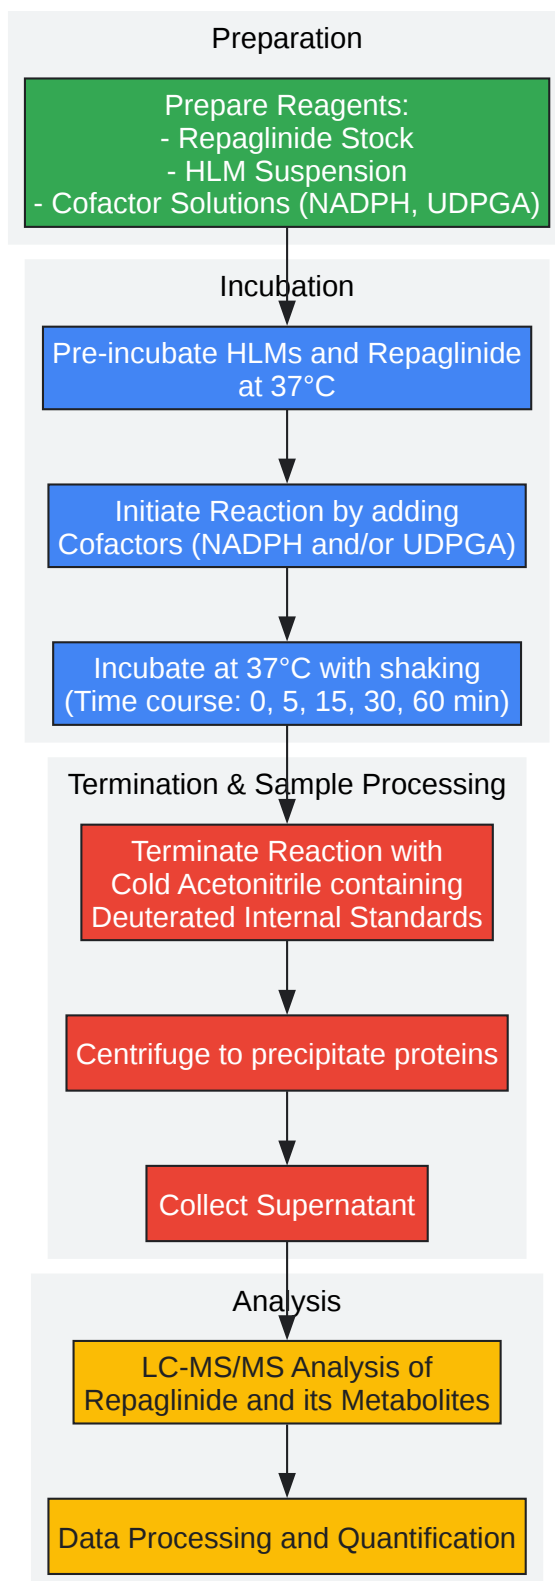 Preparation
Prepare Reagents:
- Repaglinide Stock
- HLM Suspension
- Cofactor Solutions (NADPH, UDPGA)
Incubation
Pre-incubate HLMs and Repaglinide
at 37°C
Initiate Reaction by adding
Cofactors (NADPH and/or UDPGA)
Incubate at 37°C with shaking
(Time course: 0, 5, 15, 30, 60 min)
Termination & Sample Processing
Terminate Reaction with
Cold Acetonitrile containing
Deuterated Internal Standards
Centrifuge to precipitate proteins
Collect Supernatant
Analysis
LC-MS/MS Analysis of
Repaglinide and its Metabolites
Data Processing and Quantification